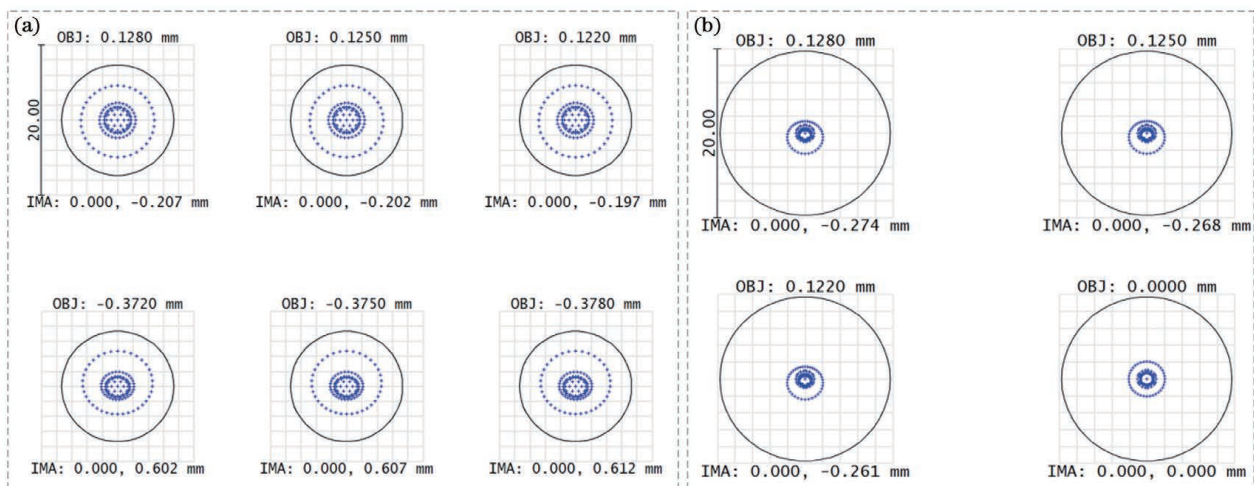 (a)
OBJ: 0.1280 mm
OBJ: 0.1250 mm
OBJ: 0.1220 mm
20.00
IMA: 0.000, -0.207 mm
IMA: 0.000, -0.202 mm
IMA: 0.000, -0.197 mm
OBJ: -0.3720 mm
OBJ: -0.3750 mm
OBJ: -0.3780 mm
IMA: 0.000, 0.602 mm
IMA: 0.000, 0.607 mm
IMA: 0.000, 0.612 mm
(b)
OBJ: 0.1280 mm
OBJ: 0.1250 mm
20.00
IMA: 0.000, -0.274 mm
IMA: 0.000, -0.268 mm
OBJ: 0.1220 mm
OBJ: 0.0000 mm
IMA: 0.000, -0.261 mm
IMA: 0.000, 0.000 mm